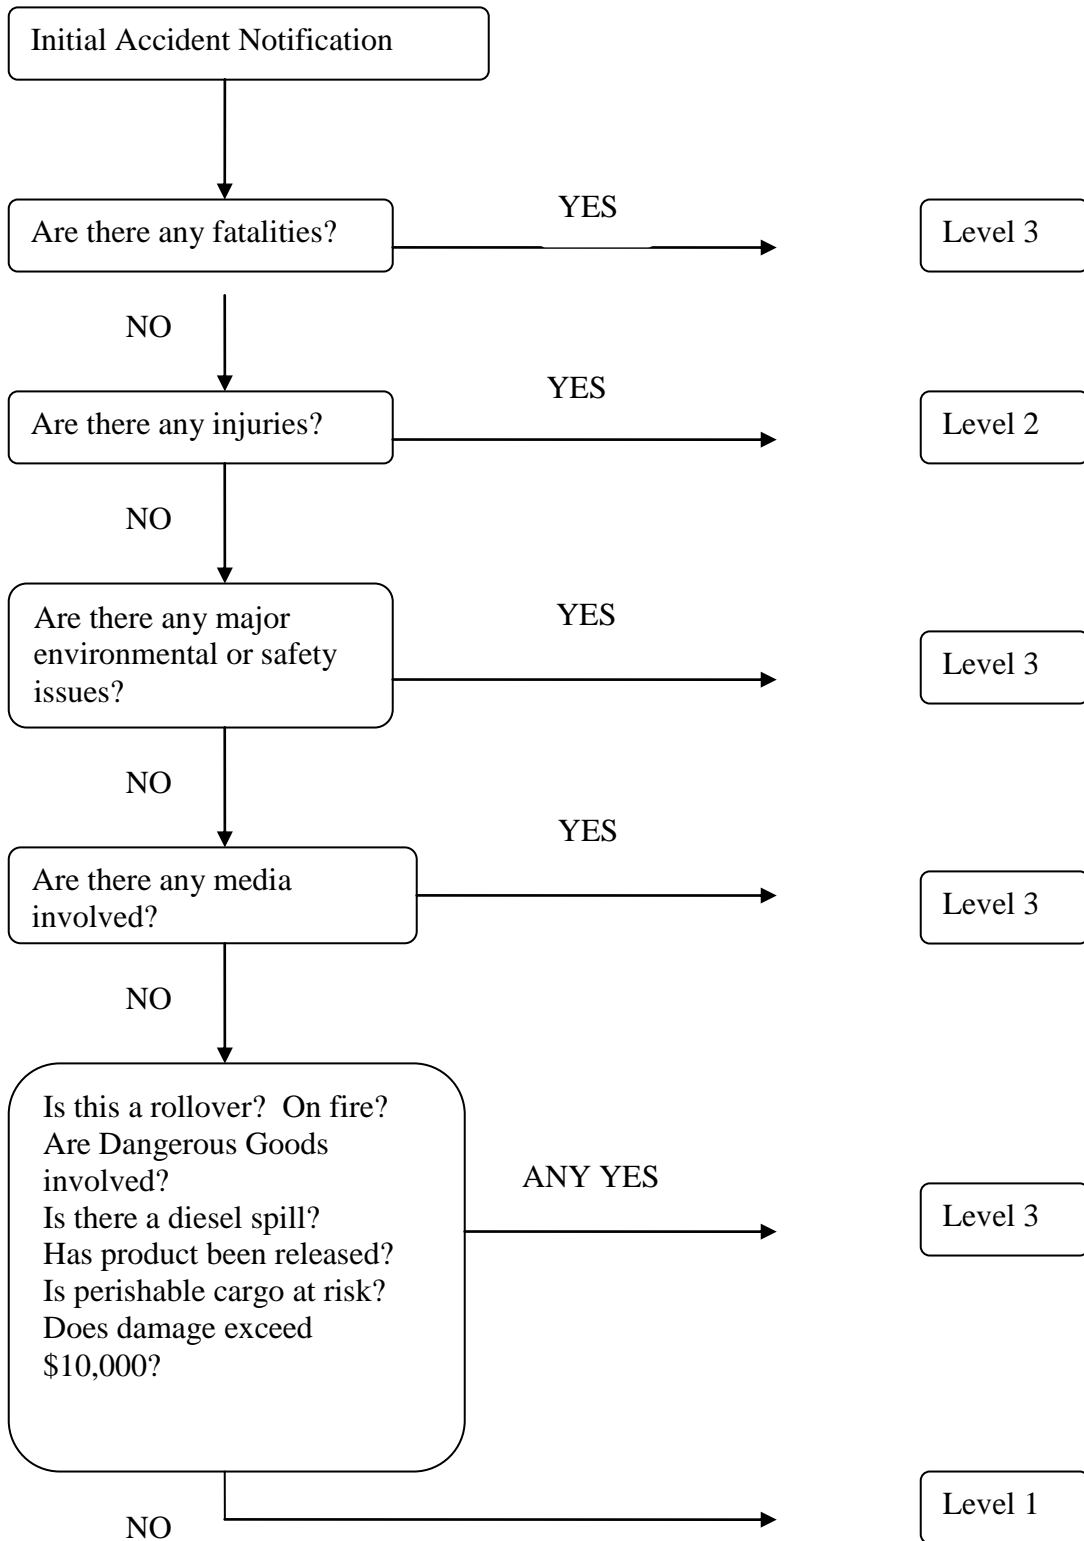 Initial Accident Notification
YES
Are there any fatalities?
Level 3
NO
YES
Are there any injuries?
Level 2
NO
Are there any major
environmental or safety
issues?
YES
Level 3
NO
YES
Are there any media
involved?
Level 3
NO
Is this a rollover?  On fire?
Are Dangerous Goods
involved?
Is there a diesel spill?
Has product been released?
Is perishable cargo at risk?
Does damage exceed
$10,000?
ANY YES
Level 3
NO
Level 1